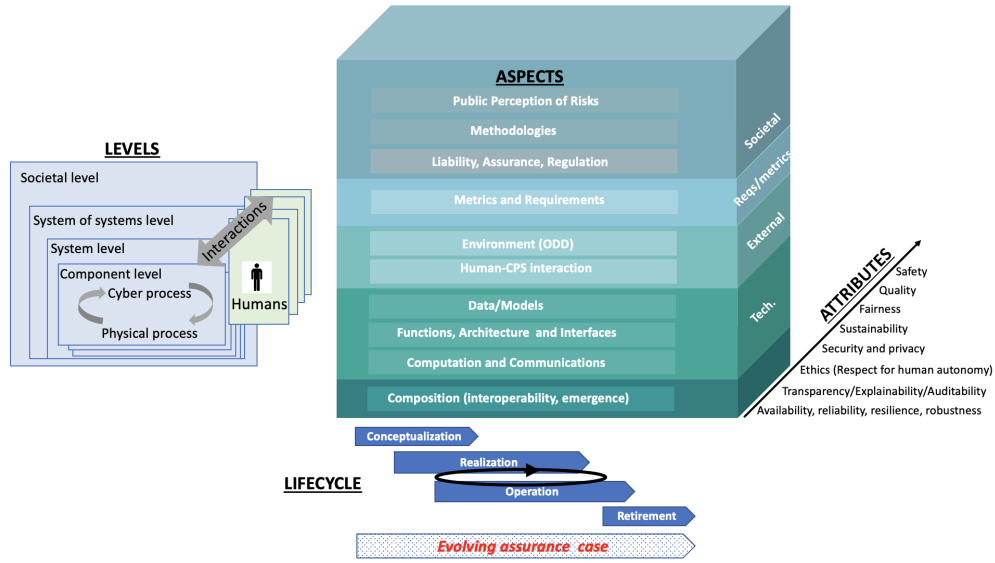 LEVELS
Societal level
System of systems level
System level
Component level
Cyber process
Physical process
Interactions
Humans
ASPECTS
Public Perception of Risks
Methodologies
Liability, Assurance, Regulation
Metrics and Requirements
Environment (ODD)
Human-CPS interaction
Data/Models
Functions, Architecture and Interfaces
Computation and Communications
Composition (interoperability, emergence)
Societal
Reqs/metrics
External
Tech.
ATTRIBUTES
Safety
Quality
Fairness
Sustainability
Security and privacy
Ethics (Respect for human autonomy)
Transparency/Explainability/Auditability
Availability, reliability, resilience, robustness
LIFECYCLE
Conceptualization
Realization
Operation
Retirement
Evolving assurance case